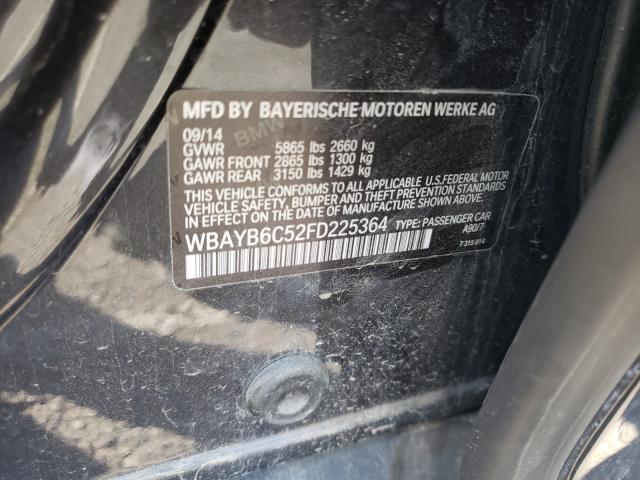 MFD BY BAYERISCHE MOTOREN WERKE AG
09/14
BMW
GVWR 5865 lbs 2660 kg
GAWR FRONT 2865 lbs 1300 kg
GAWR REAR 3150 lbs 1429 kg
THIS VEHICLE CONFORMS TO ALL APPLICABLE U.S.FEDERAL MOTOR
VEHICLE SAFETY, BUMPER, AND THEFT PREVENTION STANDARDS
IN EFFECT ON THE DATE OF MANUFACTURE SHOWN ABOVE.
WBAYB6C52FD225364 TYPE: PASSENGER CAR
A90/7